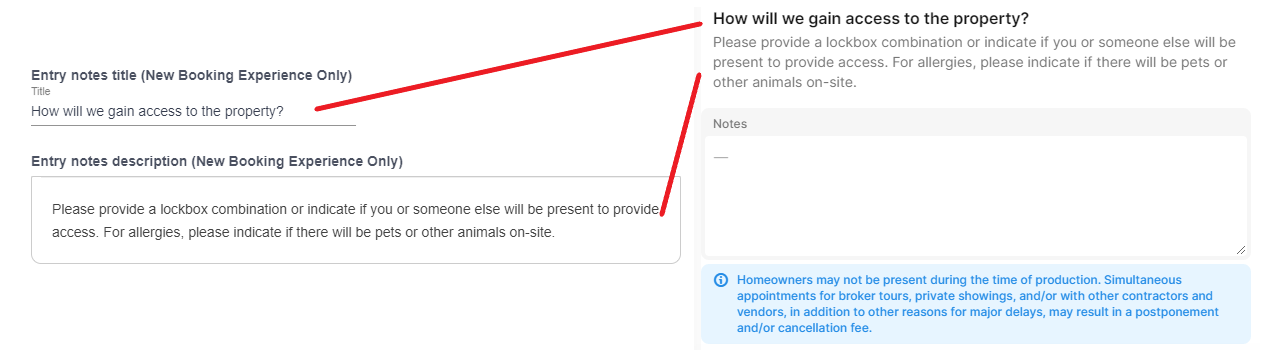 Entry notes title (New Booking Experience Only)
Title
How will we gain access to the property?
Entry notes description (New Booking Experience Only)
Please provide a lockbox combination or indicate if you or someone else will be present to provide
access. For allergies, please indicate if there will be pets or other animals on-site.
How will we gain access to the property?
Please provide a lockbox combination or indicate if you or someone else will be
present to provide access. For allergies, please indicate if there will be pets or
other animals on-site.
Notes
—
Homeowners may not be present during the time of production. Simultaneous
appointments for broker tours, private showings, and/or with other contractors and
vendors, in addition to other reasons for major delays, may result in a postponement
and/or cancellation fee.